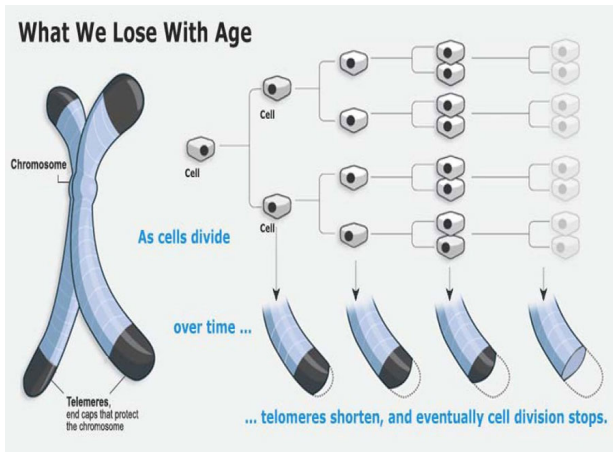 What We Lose With Age
Chromosome
Cell
Cell
Cell
As cells divide
over time ...
Telemeres,
end caps that protect
the chromosome
... telomeres shorten, and eventually cell division stops.